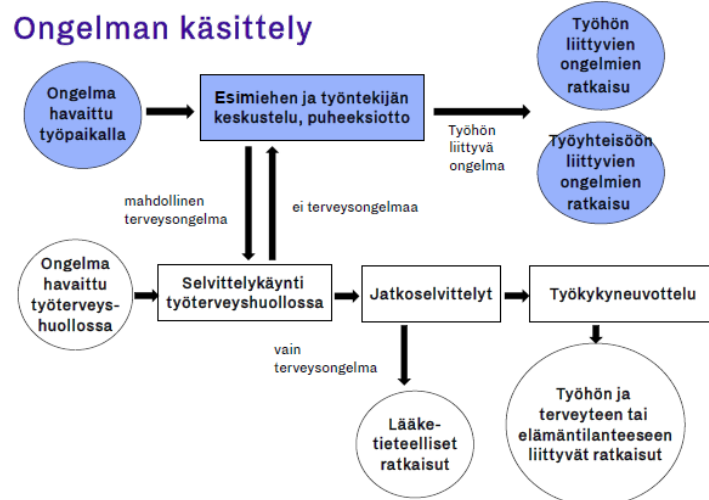 Ongelman käsittely
Ongelma
havaittu
työpaikalla
Esimiehen ja työntekijän
keskustelu, puheeksiotto
Työhön
liittyvä
ongelma
Työhön
liittyvien
ongelmien
ratkaisu
Työyhteisöön
liittyvien
ongelmien
ratkaisu
mahdollinen
terveysongelma
ei terveysongelmaa
Ongelma
havaittu
työterveys-
huollossa
Selvittelykäynti
työterveyshuollossa
Jatkoselvittelyt
Työkykyneuvottelu
vain
terveysongelma
Lääke-
tieteelliset
ratkaisut
Työhön ja
terveyteen tai
elämäntilanteeseen
liittyvät ratkaisut